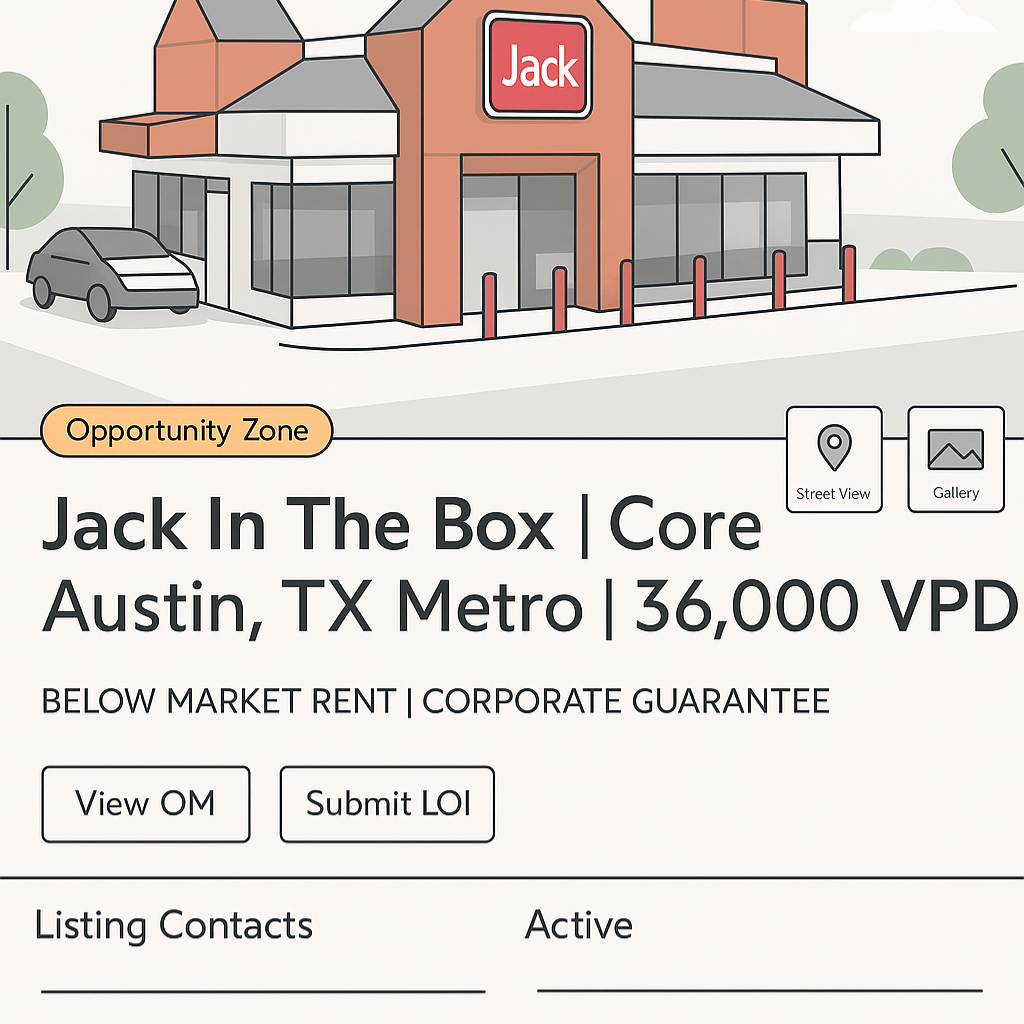 Jack
Opportunity Zone
Street View
Gallery
Jack In The Box | Core
Austin, TX Metro | 36,000 VPD
BELOW MARKET RENT | CORPORATE GUARANTEE
View OM
Submit LOI
Listing Contacts
Active